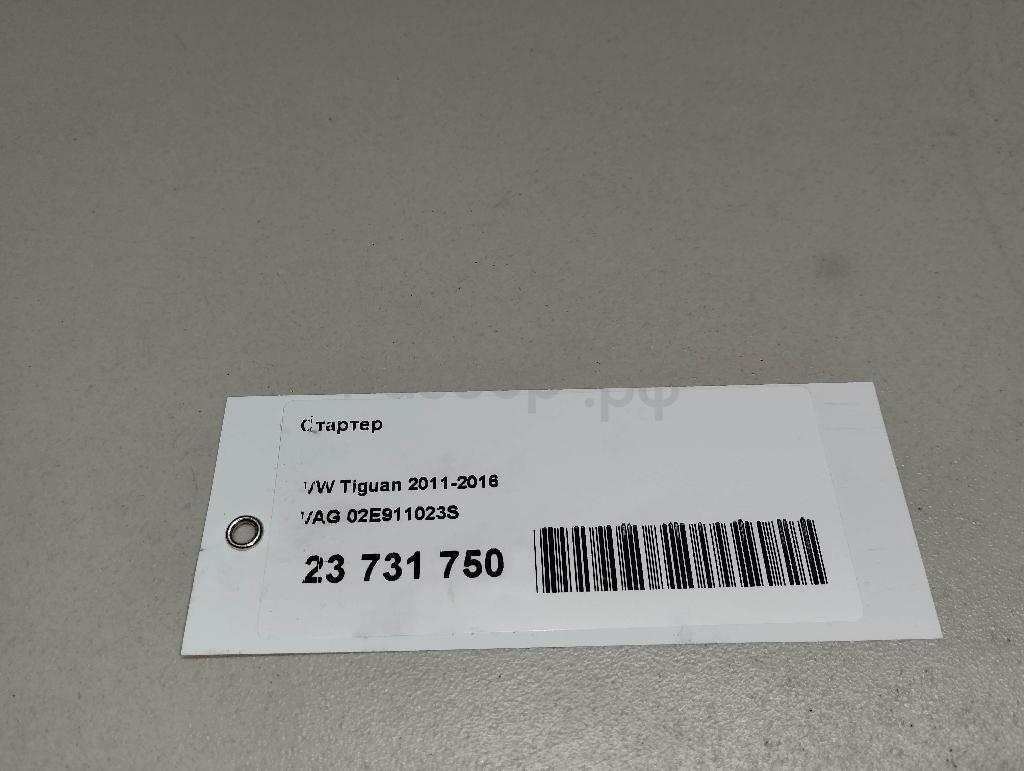 Стартер
VW Tiguan 2011-2016
VAG 02E911023S
23 731 750